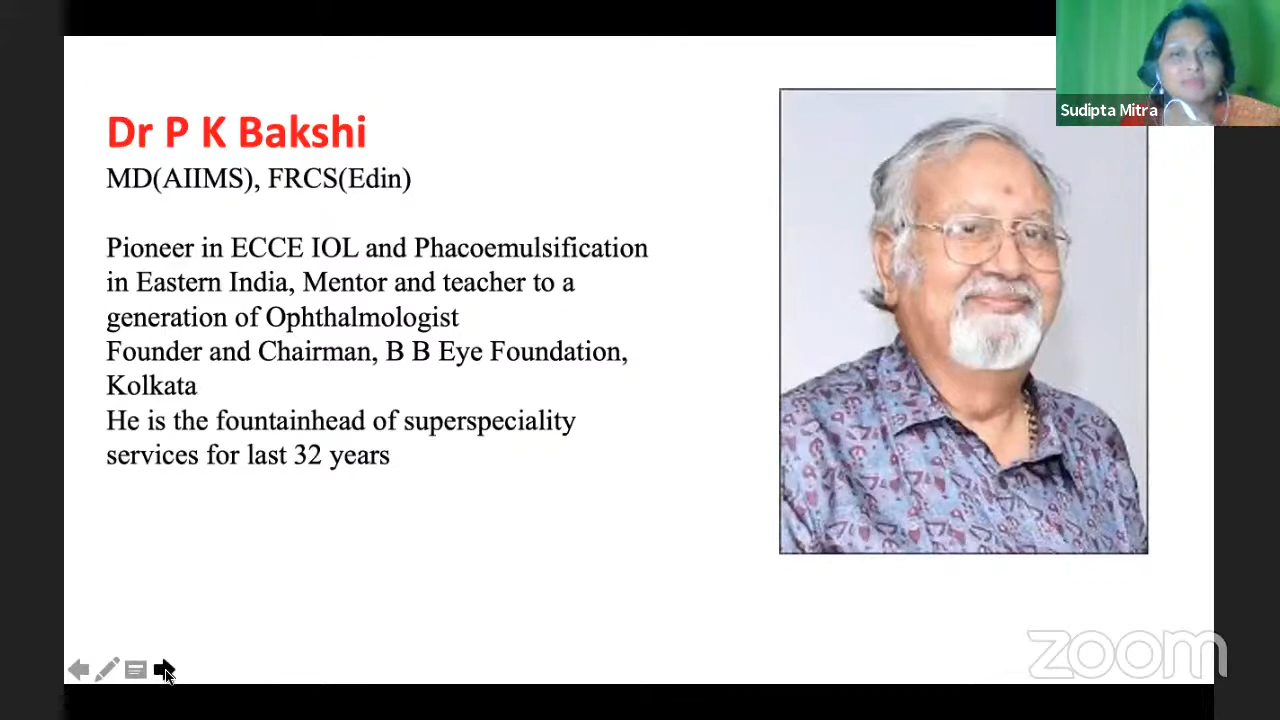 Dr P K Bakshi
MD(AIIMS), FRCS(Edin)
Pioneer in ECCE IOL and Phacoemulsification
in Eastern India, Mentor and teacher to a
generation of Ophthalmologist
Founder and Chairman, B B Eye Foundation,
Kolkata
He is the fountainhead of superspeciality
services for last 32 years
Sudipta Mitra
zoom